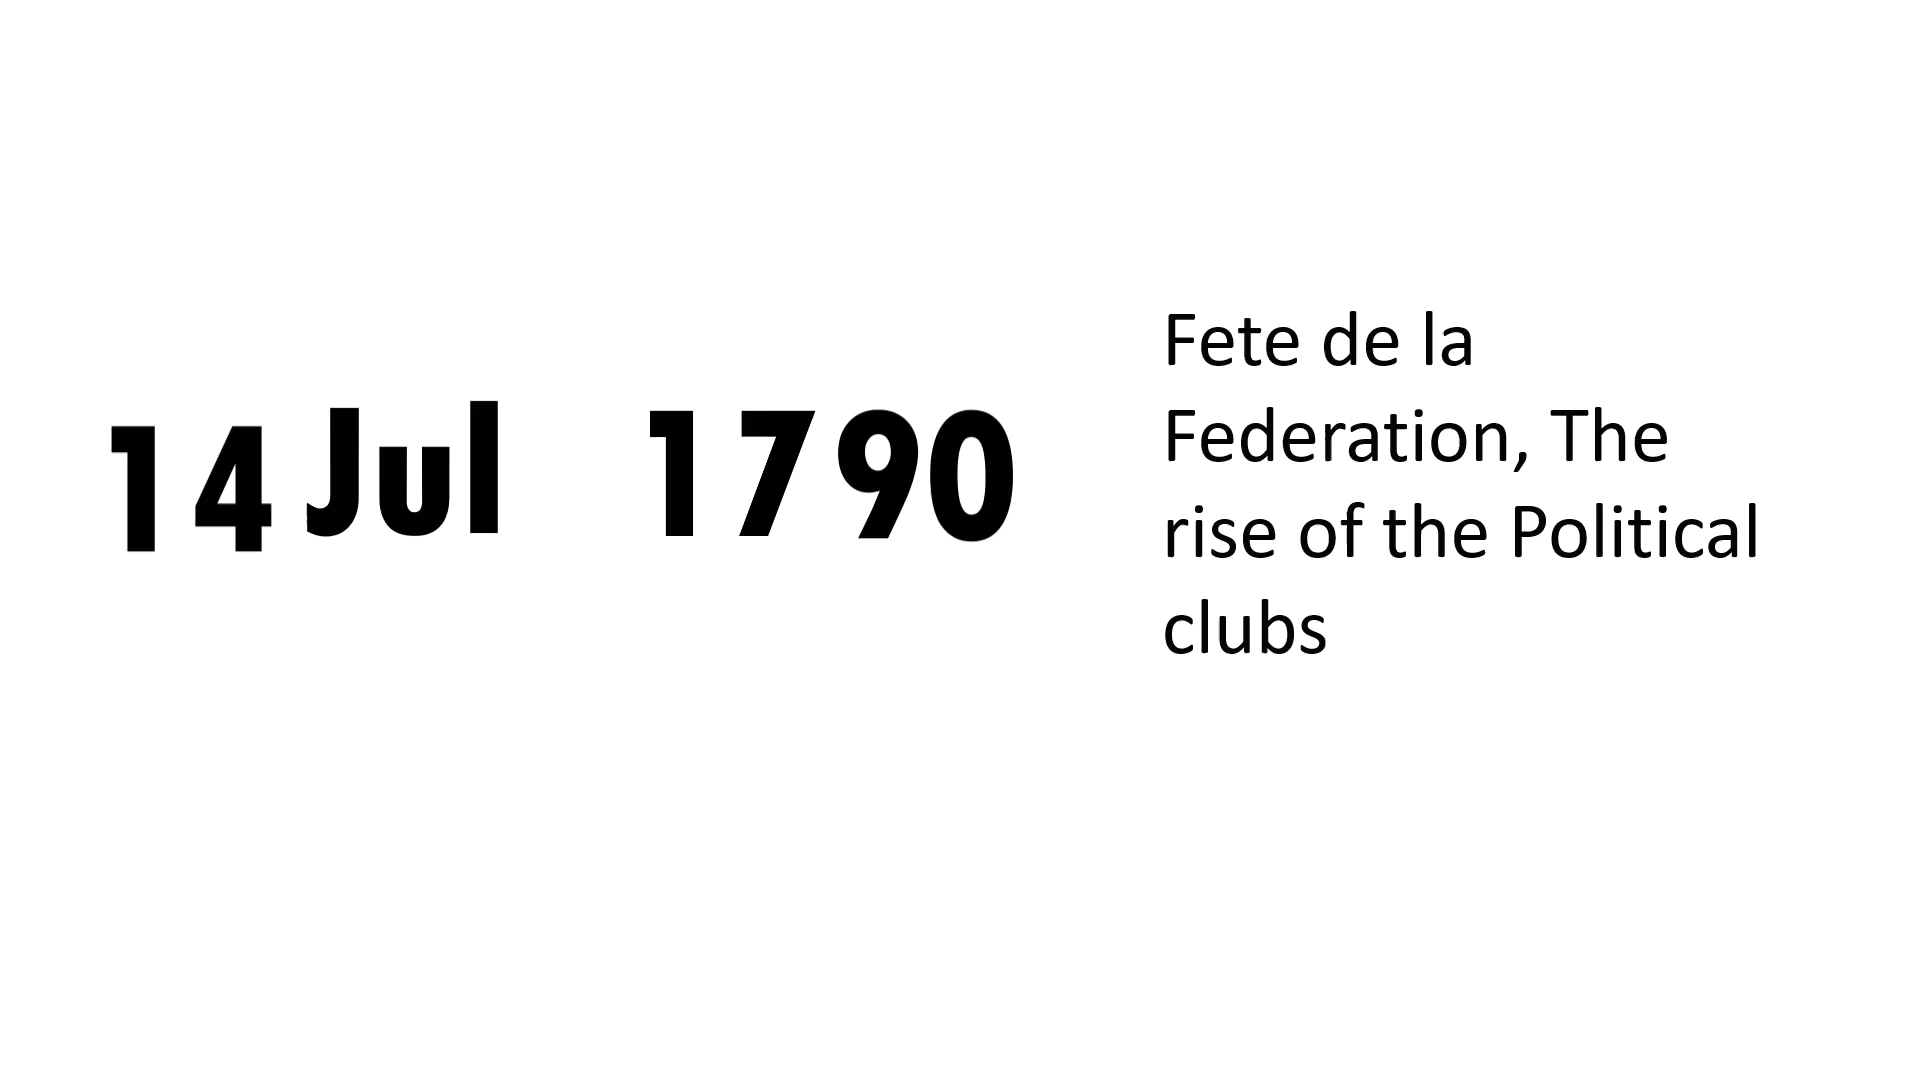 14 Jul 1790
Fete de la
Federation, The
rise of the Political
clubs